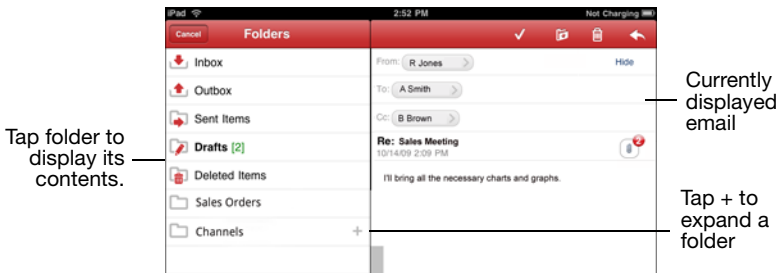 iPad 2:52 PM Not Charging
Cancel Folders
Inbox
Outbox
Sent Items
Drafts [2]
Deleted Items
Sales Orders
Channels +
From: R Jones Hide
To: A Smith
Cc: B Brown
Re: Sales Meeting
10/14/09 2:09 PM
2
I'll bring all the necessary charts and graphs.
Tap folder to
display its
contents.
Currently
displayed
email
Tap + to
expand a
folder